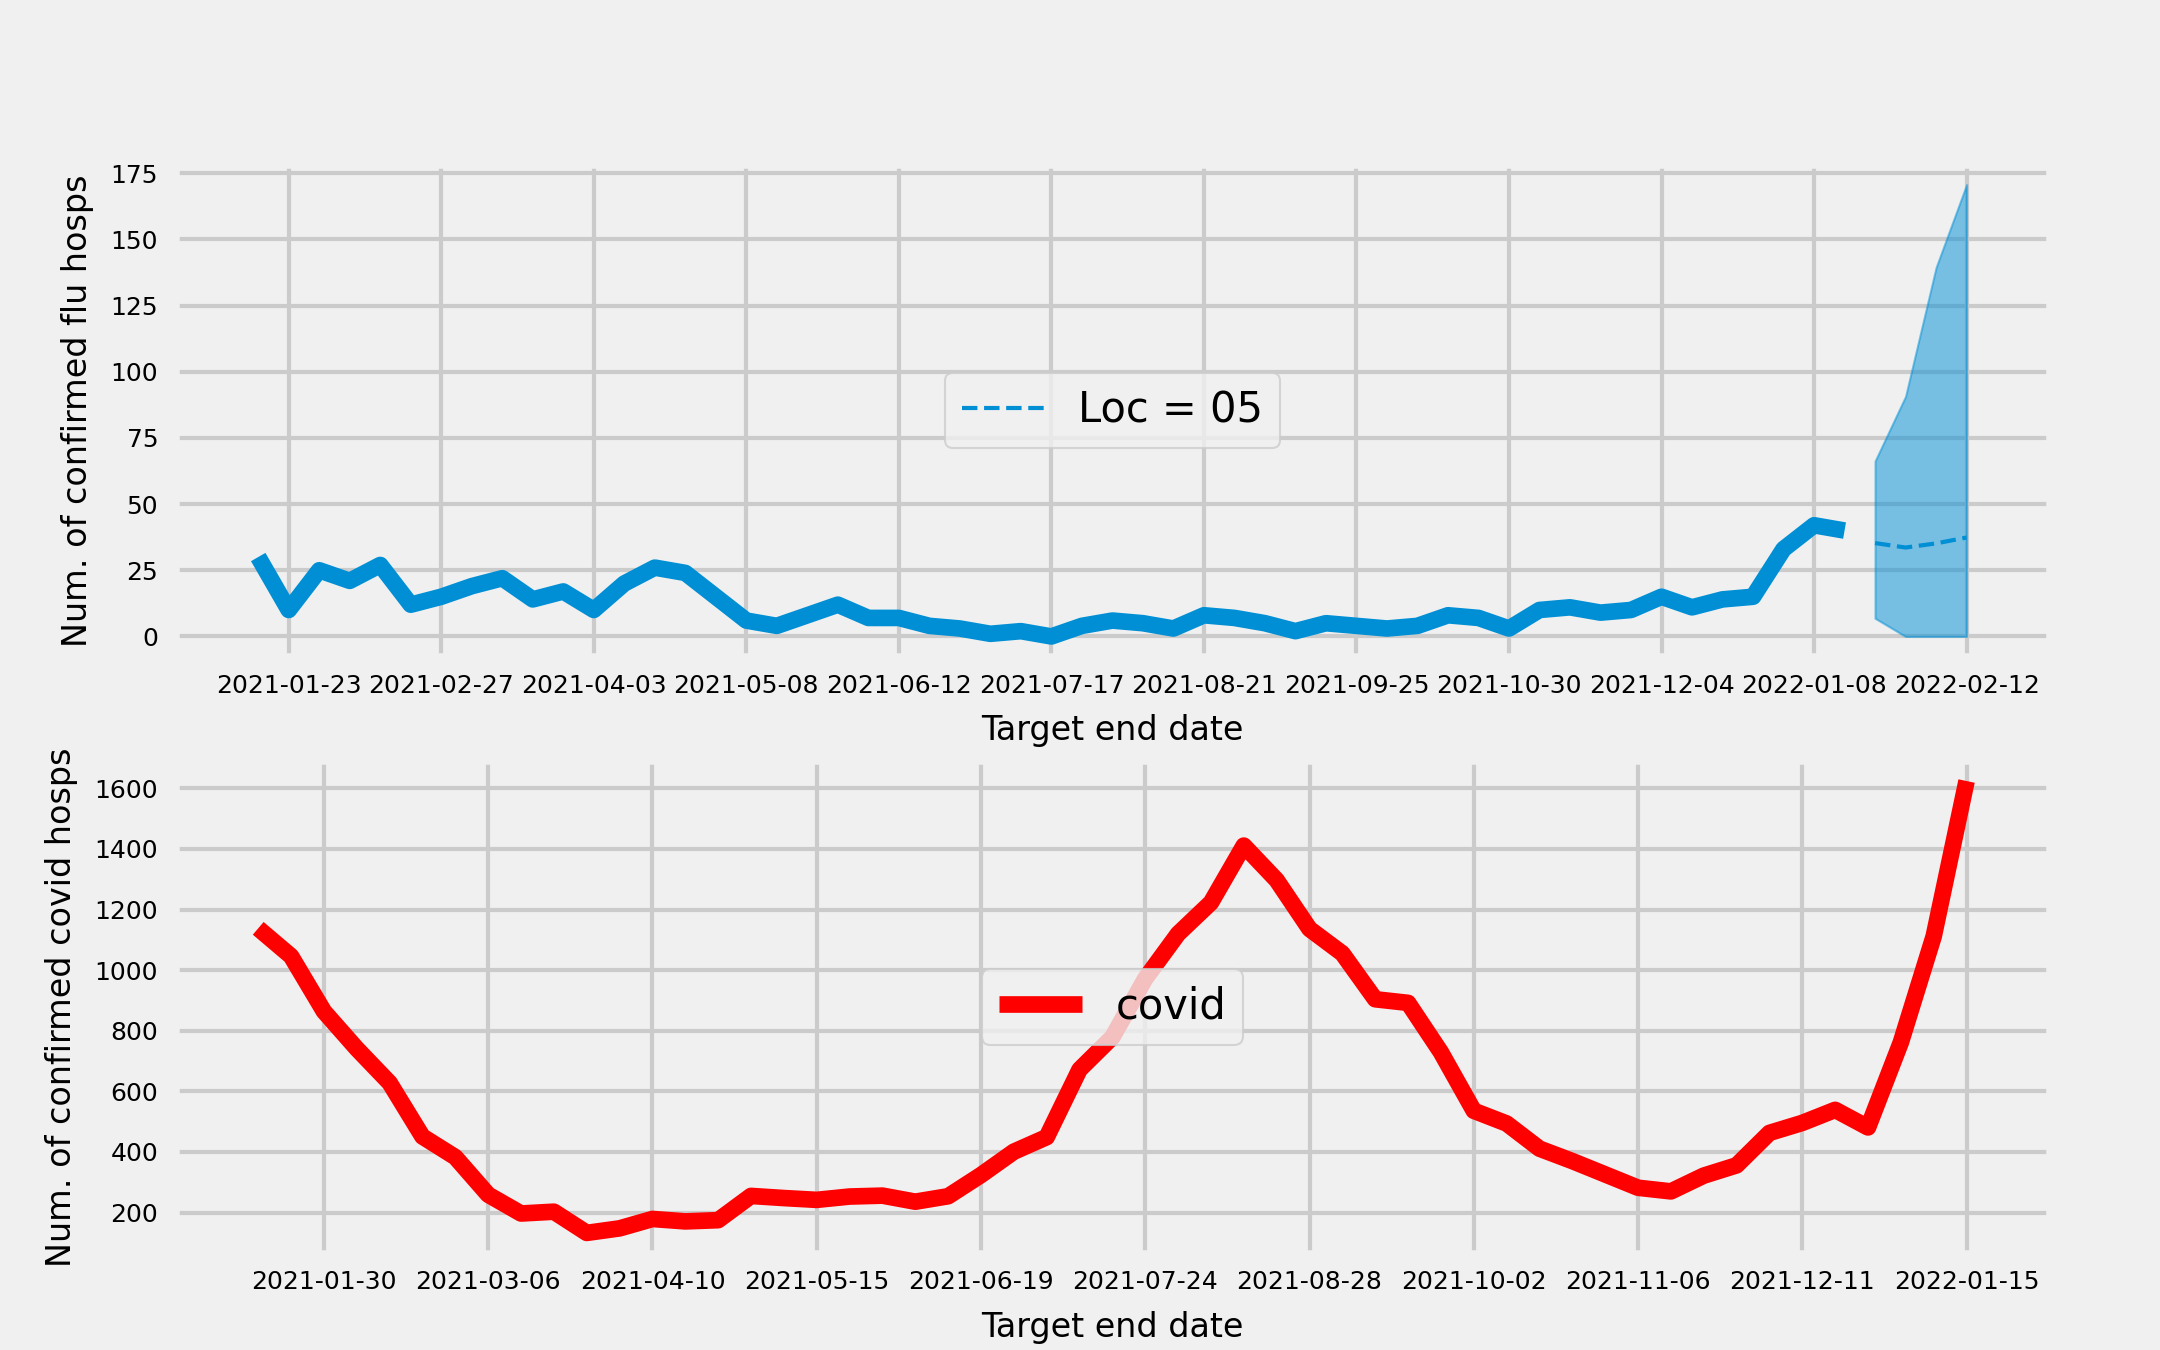 Num. of confirmed flu hosps
175
150
125
100
75
50
25
0
Loc = 05
2021-01-23 2021-02-27 2021-04-03 2021-05-08 2021-06-12 2021-07-17 2021-08-21 2021-09-25 2021-10-30 2021-12-04 2022-01-08 2022-02-12
Target end date
Num. of confirmed covid hosps
1600
1400
1200
1000
800
600
400
200
covid
2021-01-30 2021-03-06 2021-04-10 2021-05-15 2021-06-19 2021-07-24 2021-08-28 2021-10-02 2021-11-06 2021-12-11 2022-01-15
Target end date